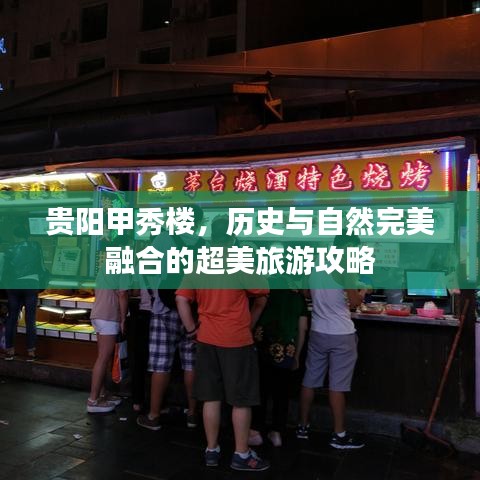 茅台烧酒特色烧烤
贵阳甲秀楼，历史与自然完美
融合的超美旅游攻略